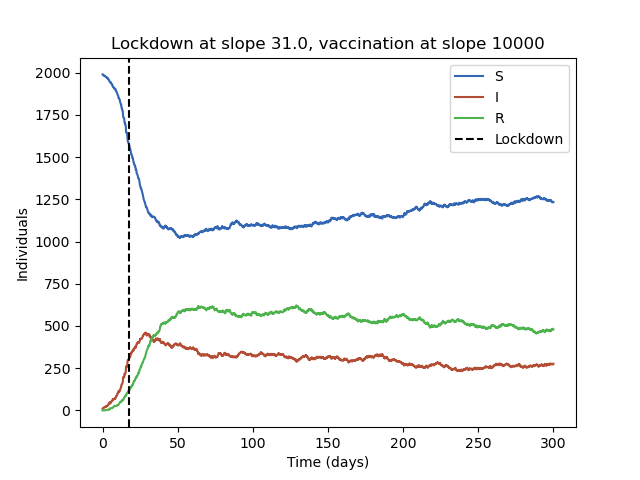 Lockdown at slope 31.0, vaccination at slope 10000
S
I
R
Lockdown
Individuals
2000
1750
1500
1250
1000
750
500
250
0
0 50 100 150 200 250 300
Time (days)